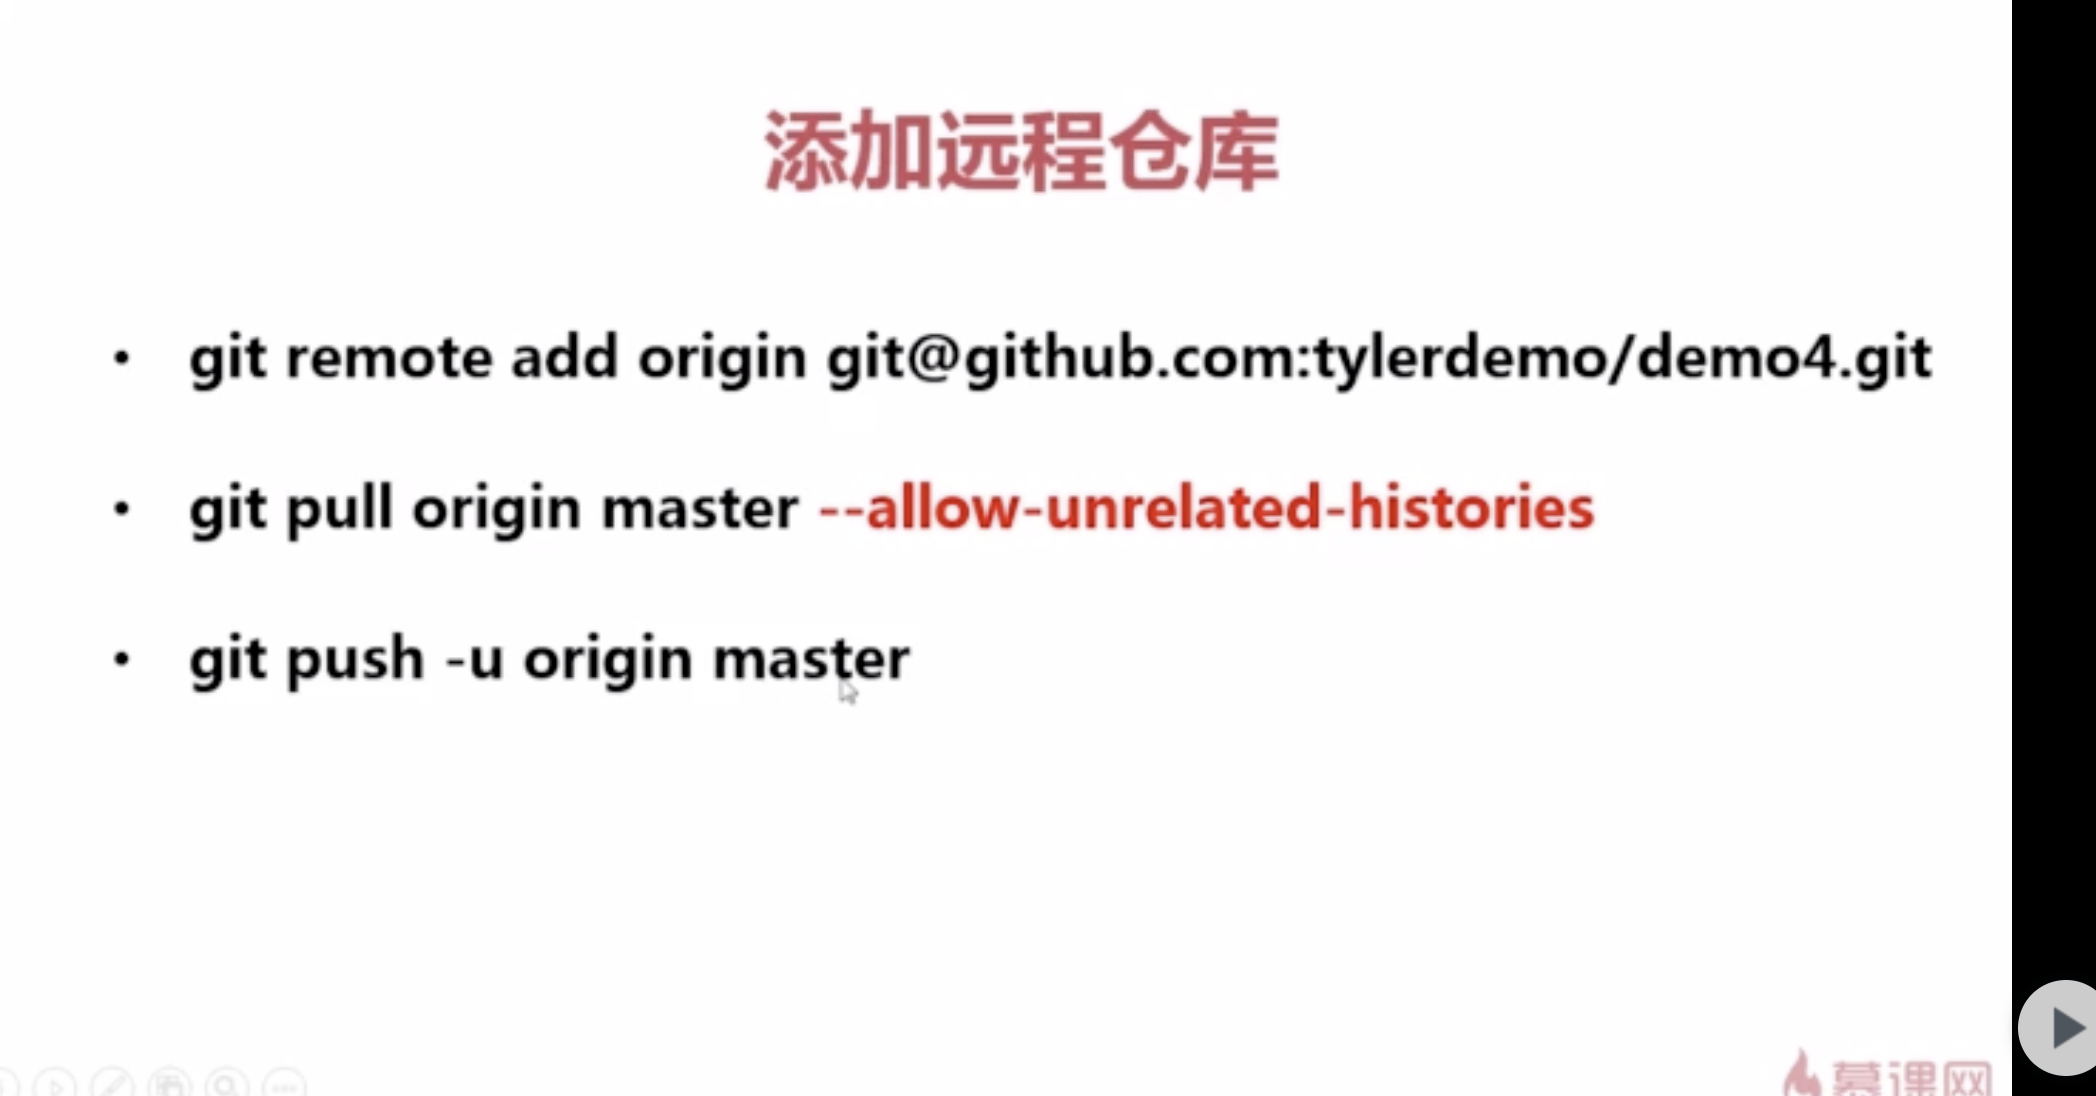 添加远程仓库
• git remote add origin git@github.com:tylerdemo/demo4.git
• git pull origin master --allow-unrelated-histories
• git push -u origin master
慕课网